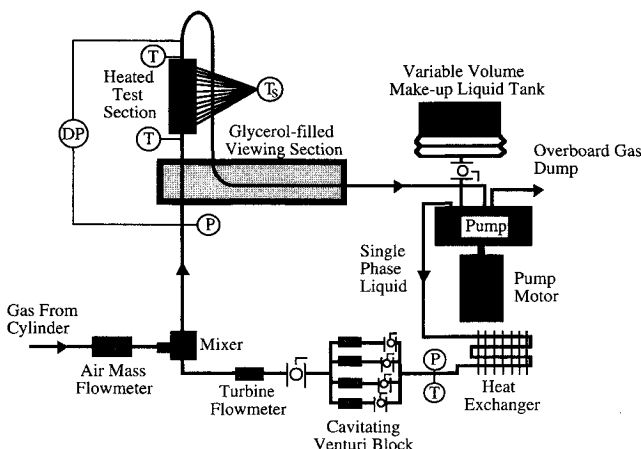 T
Heated
Test
Section
Ts
DP
T
Glycerol-filled
Viewing Section
P
Variable Volume
Make-up Liquid Tank
Overboard Gas
Dump
Pump
Single
Phase
Liquid
Pump
Motor
Gas From
Cylinder
Mixer
Air Mass
Flowmeter
Turbine
Flowmeter
P
T
Cavitating
Venturi Block
Heat
Exchanger